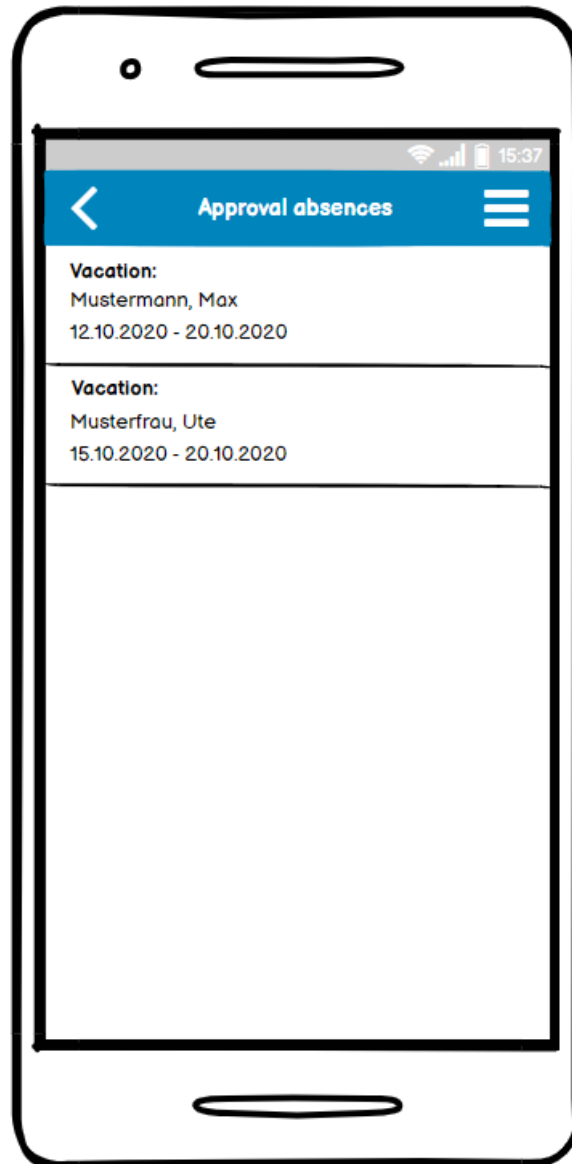 15:37
Approval absences
Vacation:
Mustermann, Max
12.10.2020 - 20.10.2020
Vacation:
Musterfrau, Ute
15.10.2020 - 20.10.2020